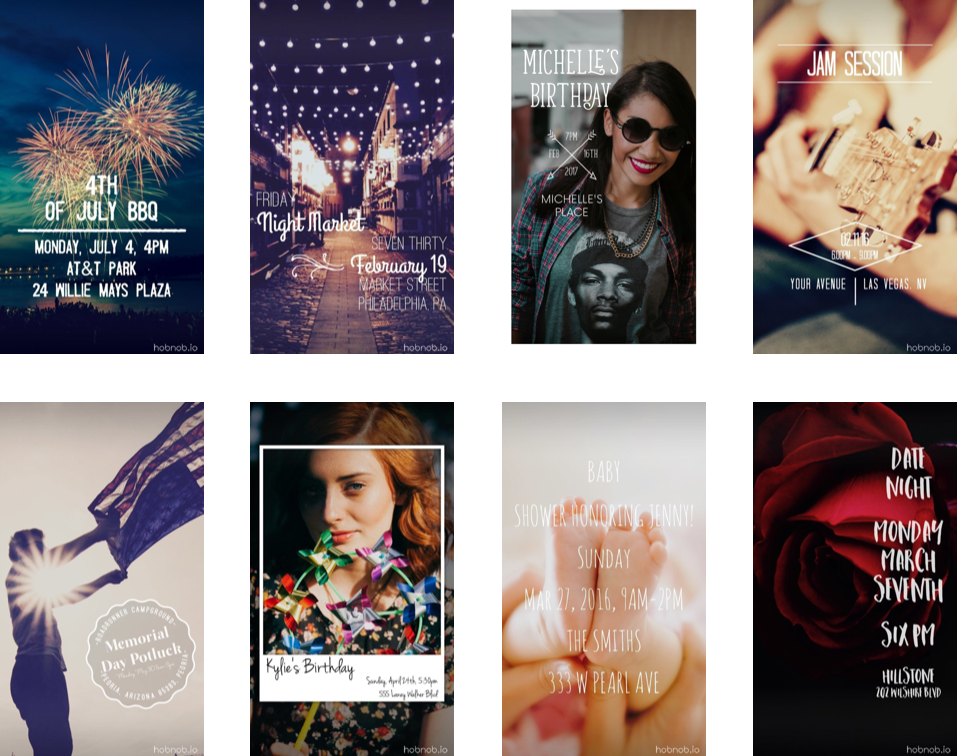 4TH
OF JULY BBQ
MONDAY, JULY 4, 4PM
AT&T PARK
24 WILLIE MAYS PLAZA
hobnob.io
FRIDAY
Night Market
SEVEN THIRTY
February 19
MARKET STREET
PHILADELPHIA, PA
hobnob.io
MICHELLE'S
BIRTHDAY
7PM
FEB 16TH
2017
MICHELLE'S
PLACE
JAM SESSION
02.11.16
6:00PM - 9:00PM
YOUR AVENUE | LAS VEGAS, NV
hobnob.io
ROADRUNNER CAMPGROUND
Memorial
Day Potluck
PEORIA, ARIZONA
hobnob.io
Kylie's Birthday
Sunday, April 24th, 5:30pm
555 Laney Walker Blvd
hobnob.io
BABY
SHOWER HONORING JENNY!
SUNDAY
MAR 27, 2016, 9AM-2PM
THE SMITHS
333 W PEARL AVE
hobnob.io
DATE
NIGHT
MONDAY
MARCH
SEVENTH
SIX PM
HILLSTONE
202 WILSHIRE BLVD
hobnob.io